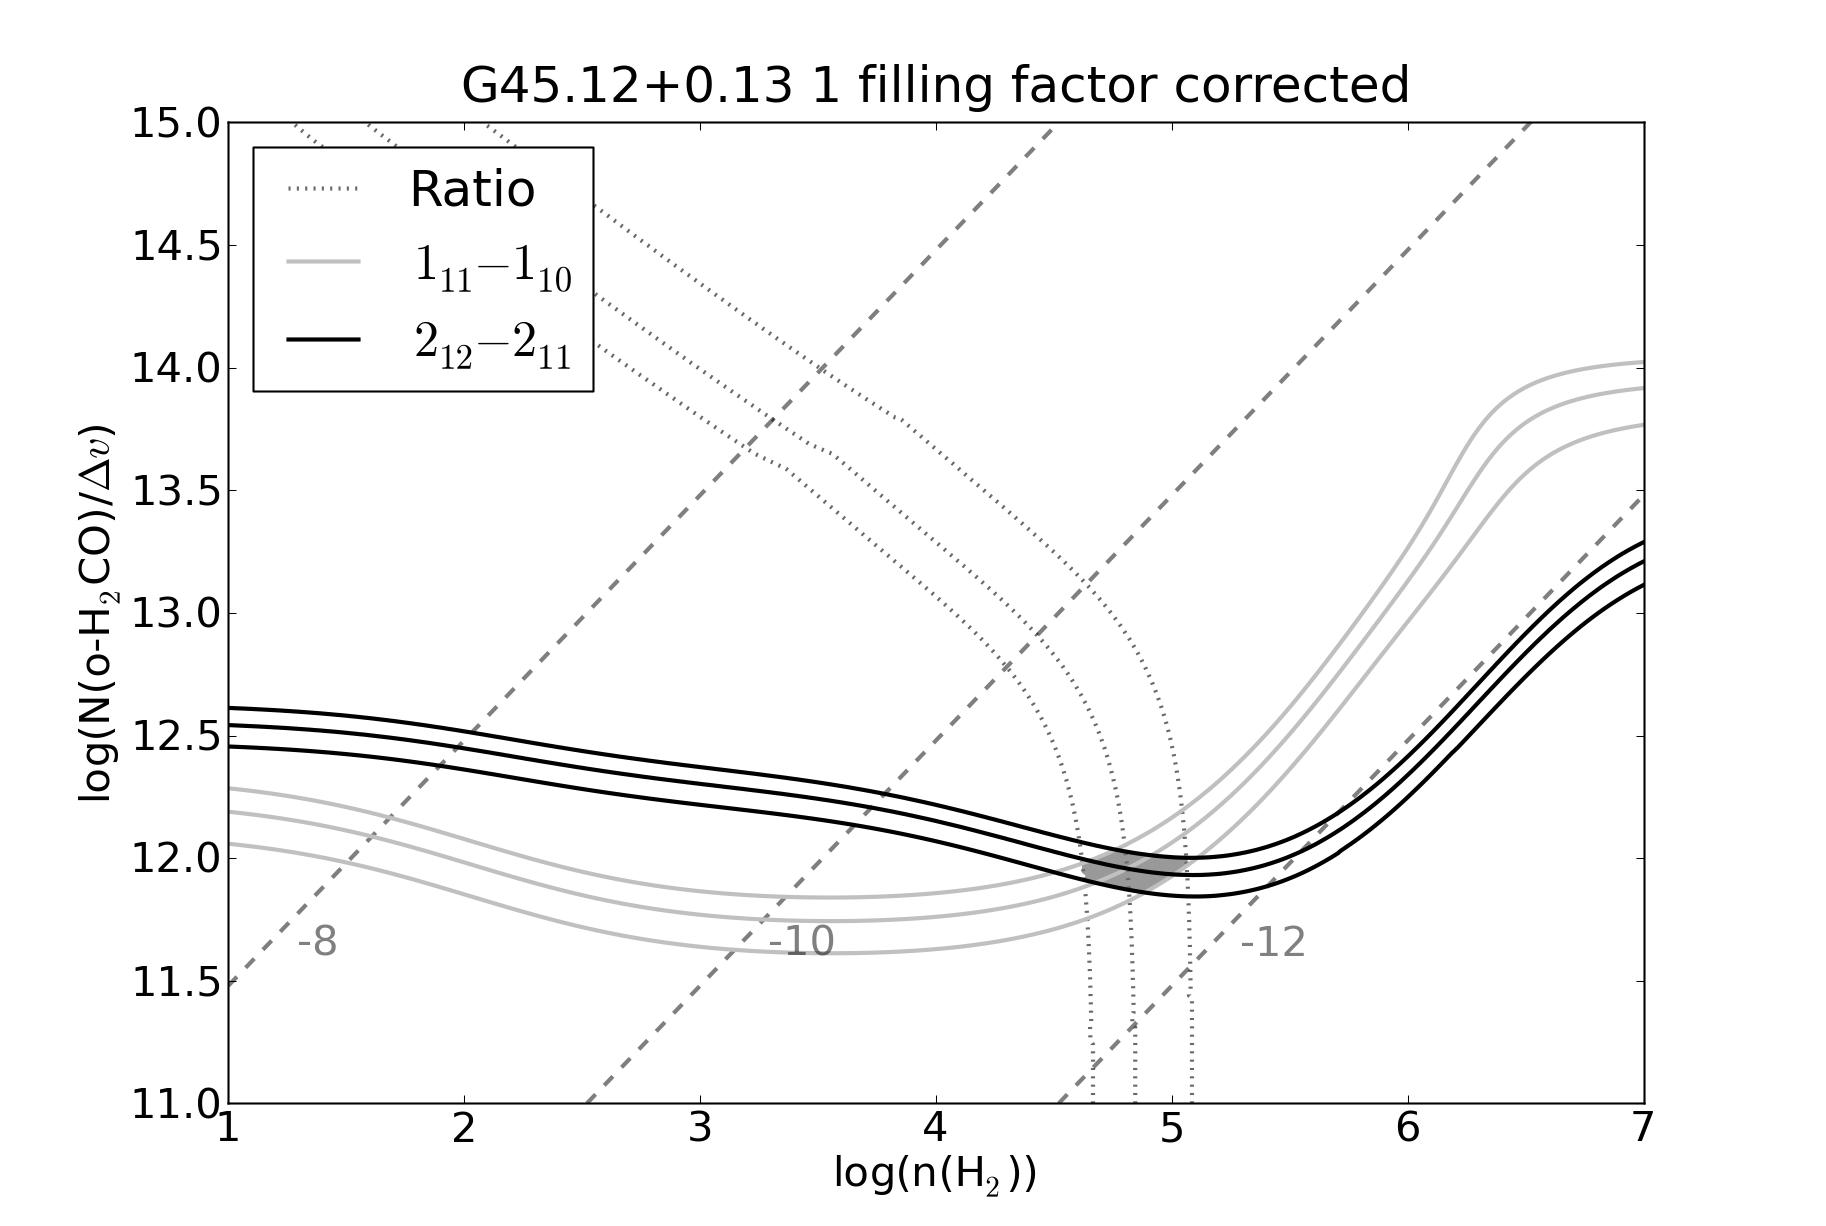 G45.12+0.13 1 filling factor corrected
Ratio
1₁₁−1₁₀
2₁₂−2₁₁
log(N(o-H₂CO)/Δv)
15.0
14.5
14.0
13.5
13.0
12.5
12.0
11.5
11.0
-8
-10
-12
1 2 3 4 5 6 7
log(n(H₂))